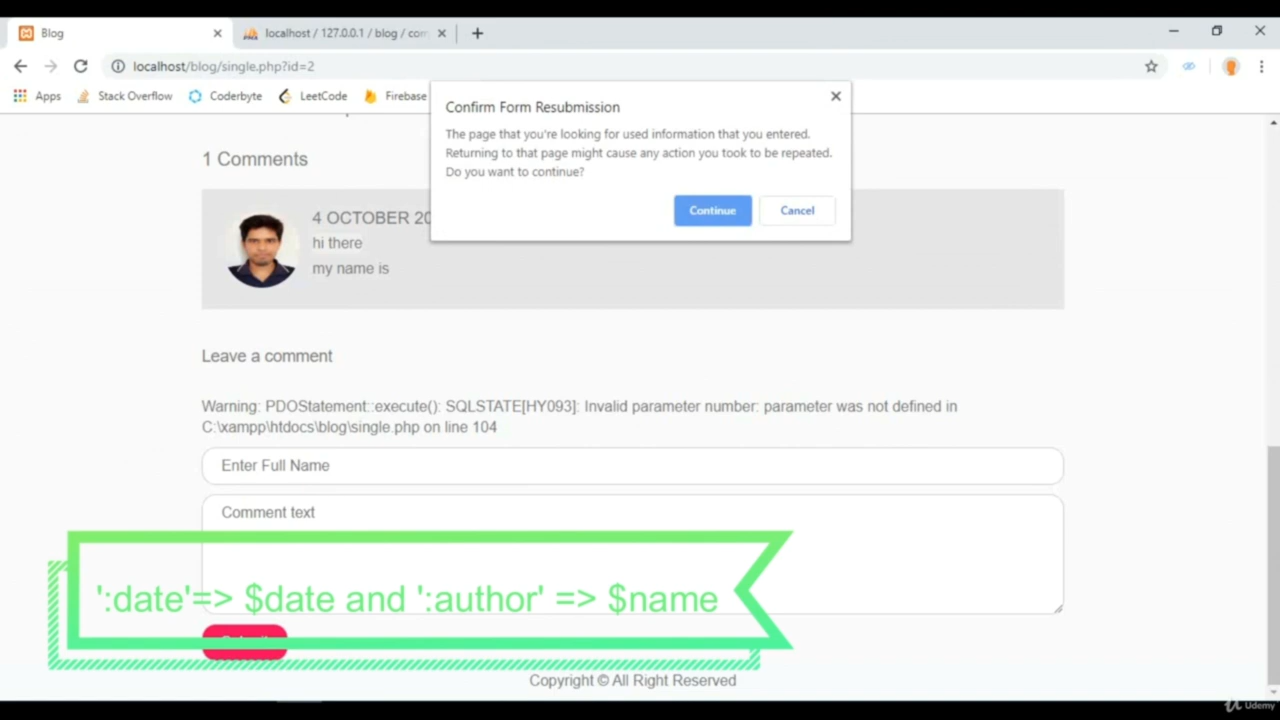 Blog
localhost / 127.0.0.1 / blog / com
localhost/blog/single.php?id=2
Apps
Stack Overflow
Coderbyte
LeetCode
Firebase
Confirm Form Resubmission
The page that you're looking for used information that you entered.
Returning to that page might cause any action you took to be repeated.
Do you want to continue?
Continue
Cancel
1 Comments
4 OCTOBER 20
hi there
my name is
Leave a comment
Warning: PDOStatement::execute(): SQLSTATE[HY093]: Invalid parameter number: parameter was not defined in
C:\xampp\htdocs\blog\single.php on line 104
Enter Full Name
Comment text
':date'=> $date and ':author' => $name
Copyright © All Right Reserved
Udemy